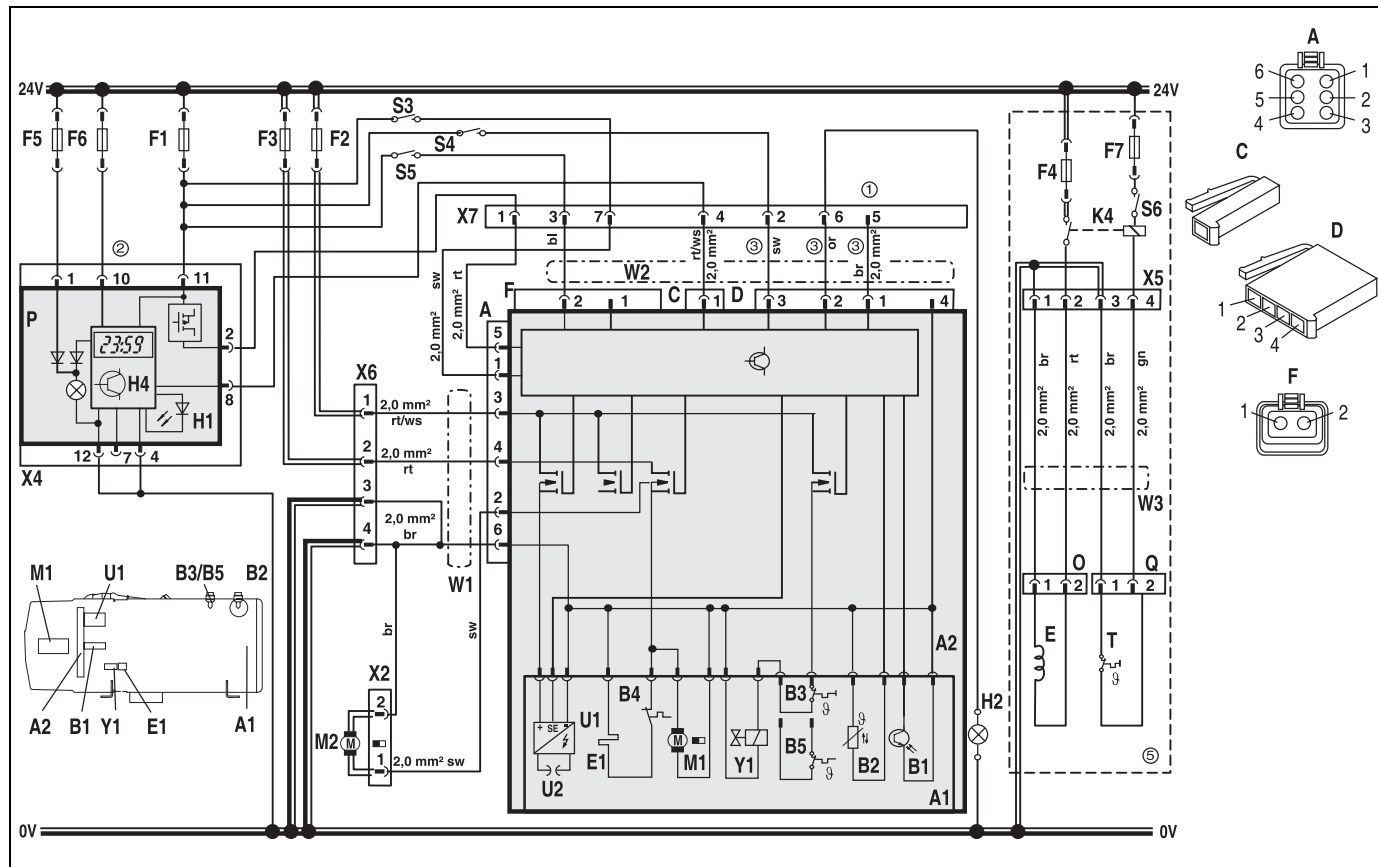 24V
24V
F5
F6
F1
F3
F2
S3
S4
S5
F4
F7
K4
S6
A
6
1
5
2
4
3
C
D
1
2
3
4
F
1
2
①
X7
1
3
7
4
2
6
5
②
bl
rt/ws
2,0 mm²
③
sw
③
or
③
br
2,0 mm²
W2
sw
2,0 mm²
rt
2,0 mm²
X5
1
2
3
4
1
10
11
P
23:59
H4
H1
2
8
12
7
4
X4
F
2
1
C
1
D
3
2
1
4
A
5
1
3
4
2
6
X6
1
2,0 mm²
rt/ws
2
2,0 mm²
rt
3
4
2,0 mm²
br
W1
2,0 mm²
br
2,0 mm²
rt
2,0 mm²
br
2,0 mm²
gn
W3
O
1
2
Q
1
2
E
T
ϑ
⑤
M1
U1
B3/B5
B2
A2
B1
Y1
E1
A1
br
sw
X2
2
1
M2
M
2,0 mm² sw
A2
+ SE -
U1
U2
E1
B4
M
M1
Y1
B3
ϑ
B5
ϑ
ϑ
B2
B1
A1
H2
0V
0V